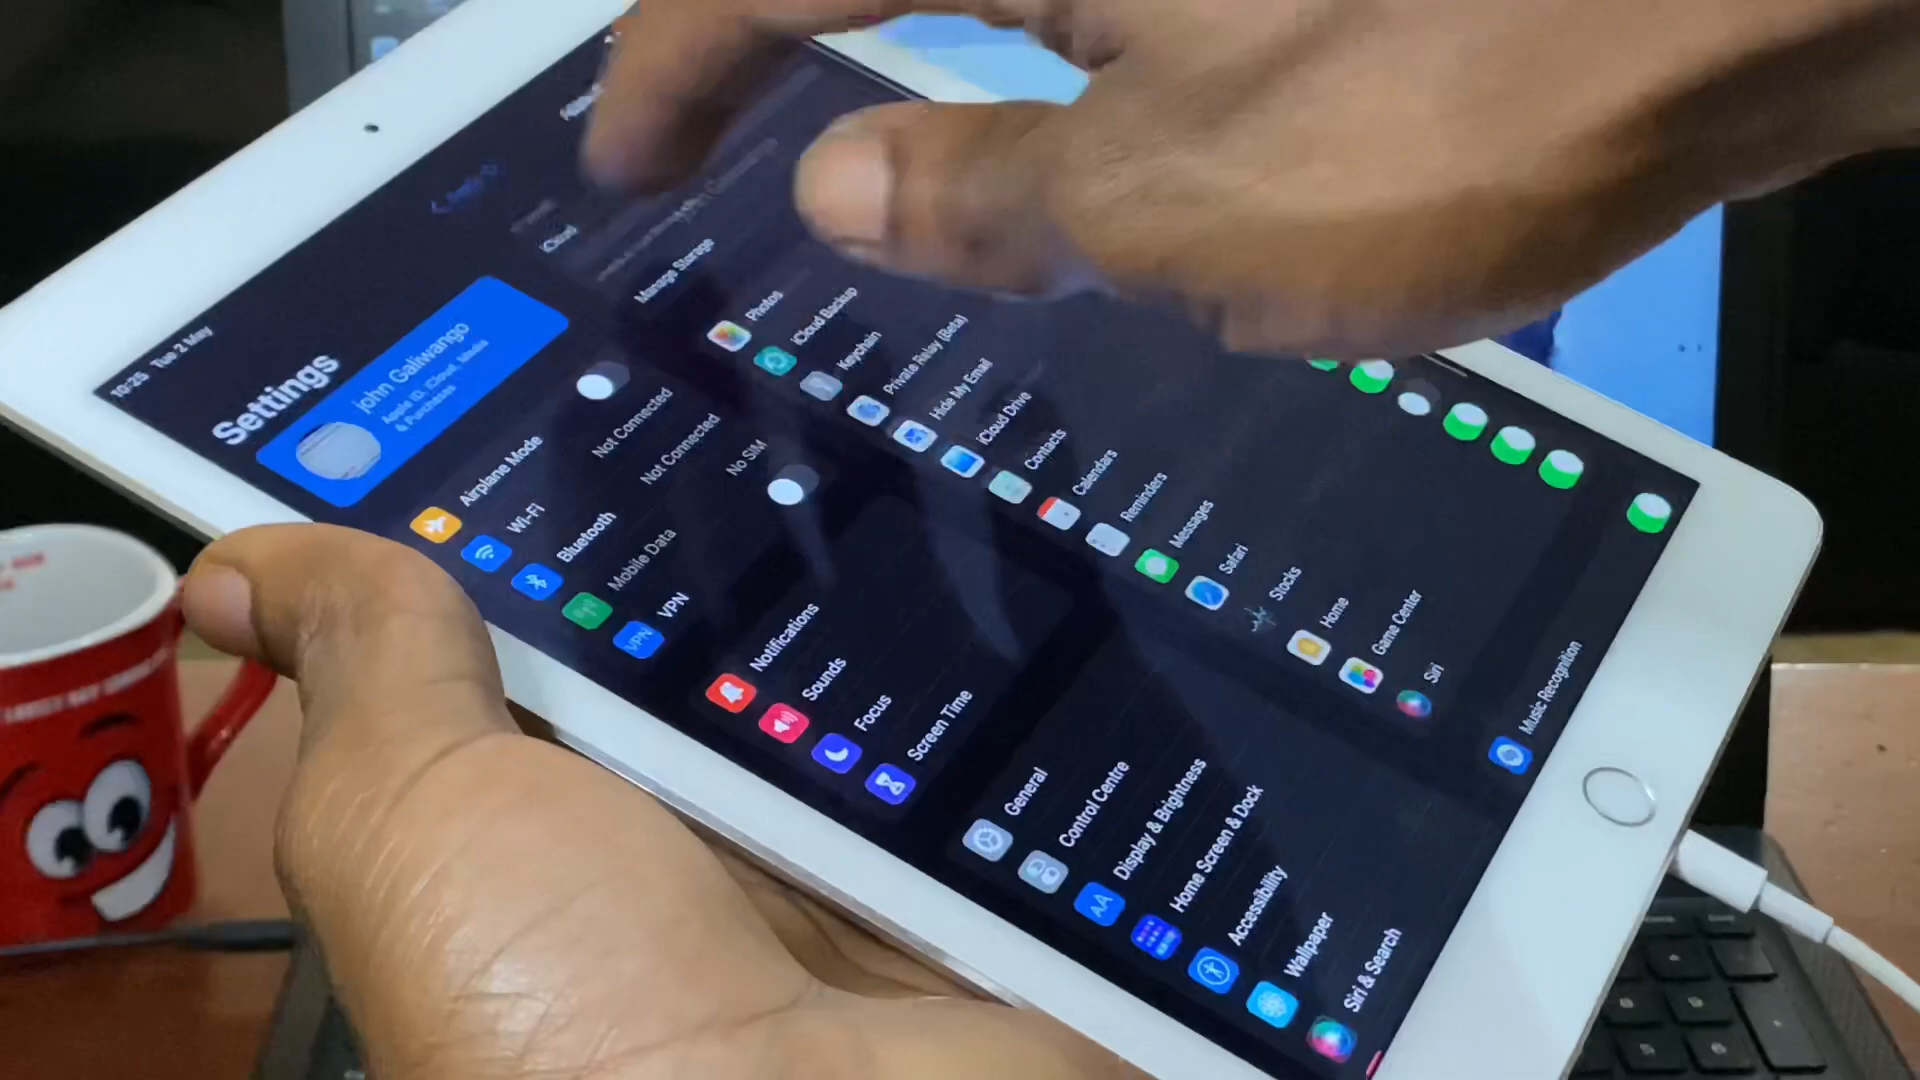 10:25 Tue 2 May
Settings
john Galiwango
Apple ID, iCloud, Media
& Purchases
Airplane Mode
Wi-Fi Not Connected
Bluetooth Not Connected
Mobile Data No SIM
VPN
Notifications
Sounds
Focus
Screen Time
General
Control Centre
Display & Brightness
Home Screen & Dock
Accessibility
Wallpaper
Siri & Search
iCloud
Manage Storage
Photos
iCloud Backup
Keychain
Private Relay (Beta)
Hide My Email
iCloud Drive
Contacts
Calendars
Reminders
Messages
Safari
Stocks
Home
Game Center
Siri
Music Recognition